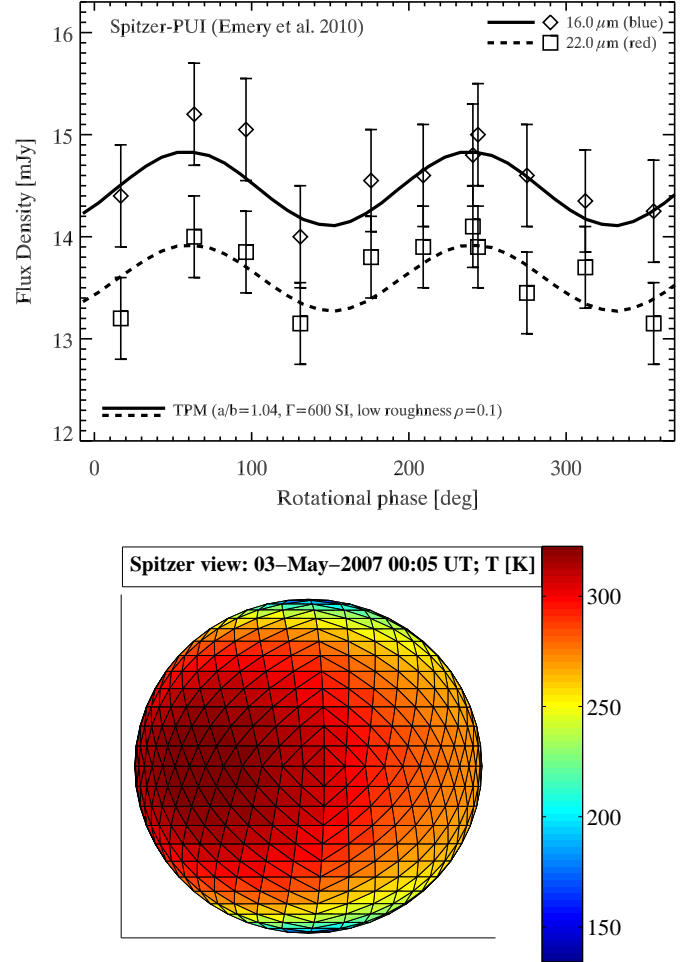 Spitzer-PUI (Emery et al. 2010)
16.0 μm (blue)
22.0 μm (red)
16
15
14
13
12
Flux Density [mJy]
TPM (a/b=1.04, Γ=600 SI, low roughness ρ=0.1)
0 100 200 300
Rotational phase [deg]
Spitzer view: 03−May−2007 00:05 UT; T [K]
300
250
200
150